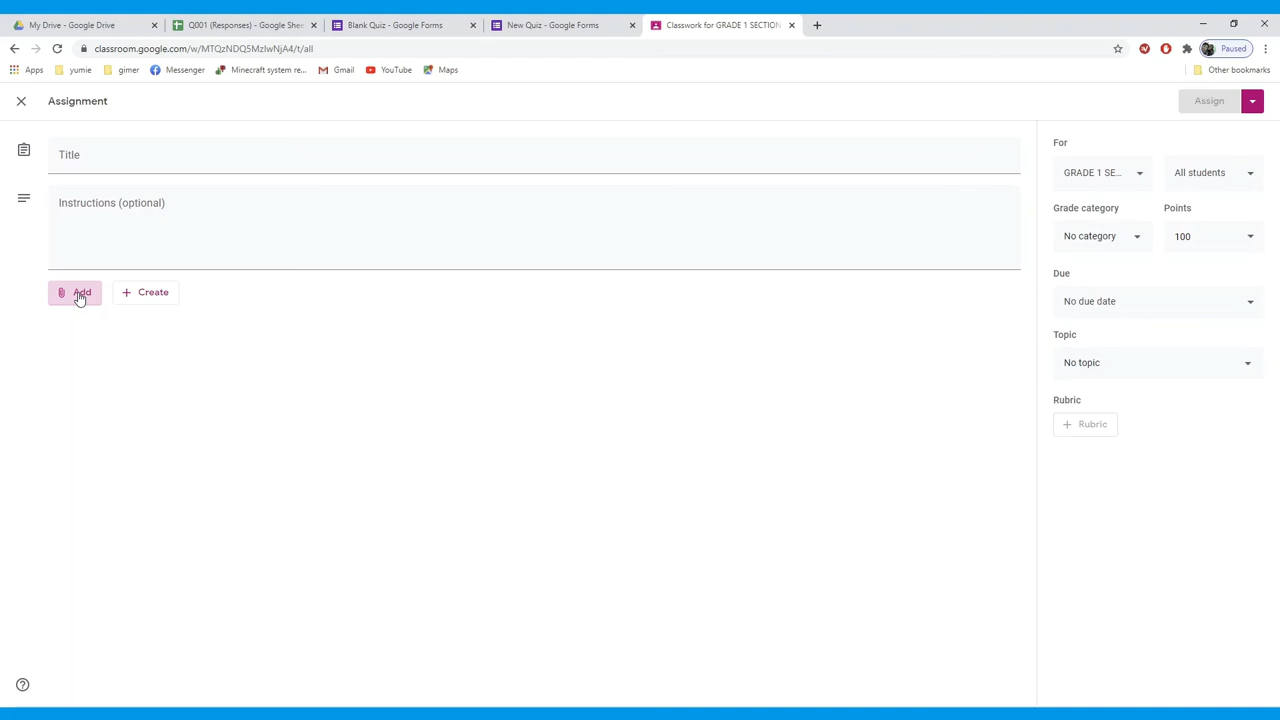 My Drive - Google Drive
Q001 (Responses) - Google Shee
Blank Quiz - Google Forms
New Quiz - Google Forms
Classwork for GRADE 1 SECTION
classroom.google.com/w/MTQzNDQ5MzIwNjA4/t/all
Paused
Apps
yumie
gimer
Messenger
Minecraft system re...
Gmail
YouTube
Maps
Other bookmarks
Assignment
Assign
Title
Instructions (optional)
Add
Create
For
GRADE 1 SE...
All students
Grade category
Points
No category
100
Due
No due date
Topic
No topic
Rubric
Rubric